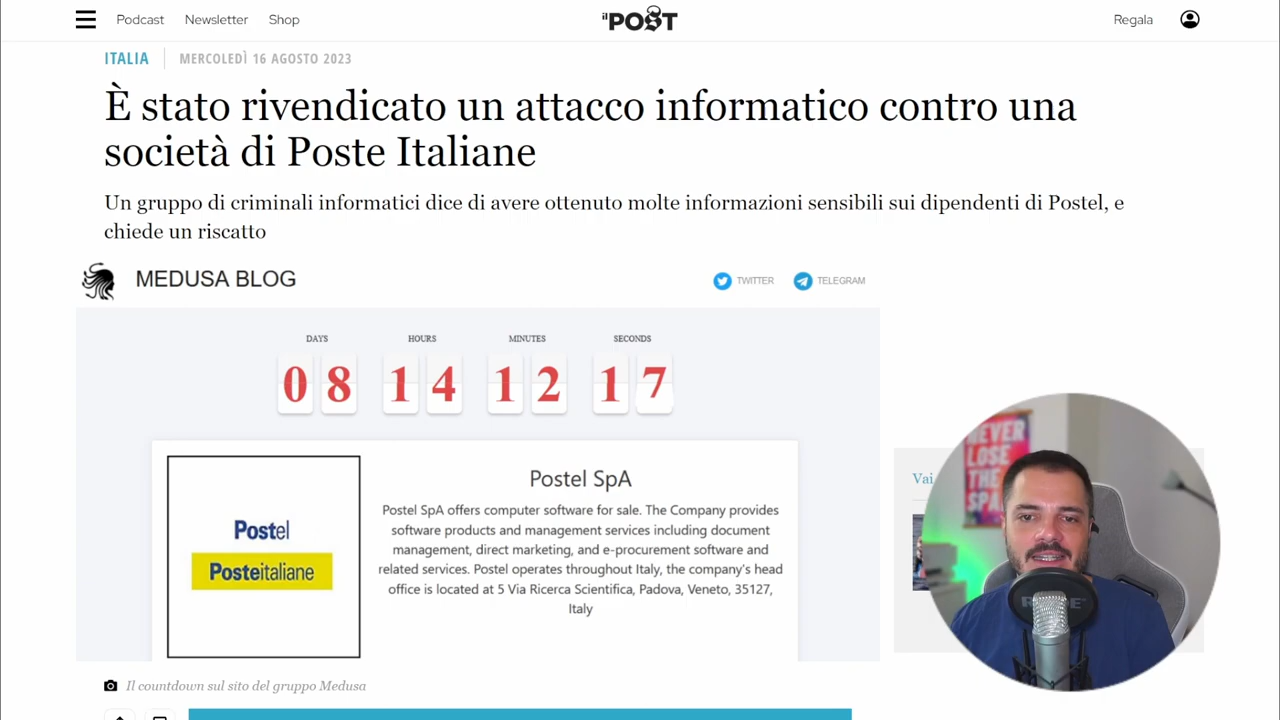 Podcast Newsletter Shop
il POST
Regala
ITALIA MERCOLEDÌ 16 AGOSTO 2023
È stato rivendicato un attacco informatico contro una
società di Poste Italiane
Un gruppo di criminali informatici dice di avere ottenuto molte informazioni sensibili sui dipendenti di Postel, e
chiede un riscatto
MEDUSA BLOG
TWITTER TELEGRAM
DAYS HOURS MINUTES SECONDS
08 14 12 17
Postel
Posteitaliane
Postel SpA
Postel SpA offers computer software for sale. The Company provides
software products and management services including document
management, direct marketing, and e-procurement software and
related services. Postel operates throughout Italy, the company's head
office is located at 5 Via Ricerca Scientifica, Padova, Veneto, 35127,
Italy
Vai
NEVER
LOSE
THE
Il countdown sul sito del gruppo Medusa